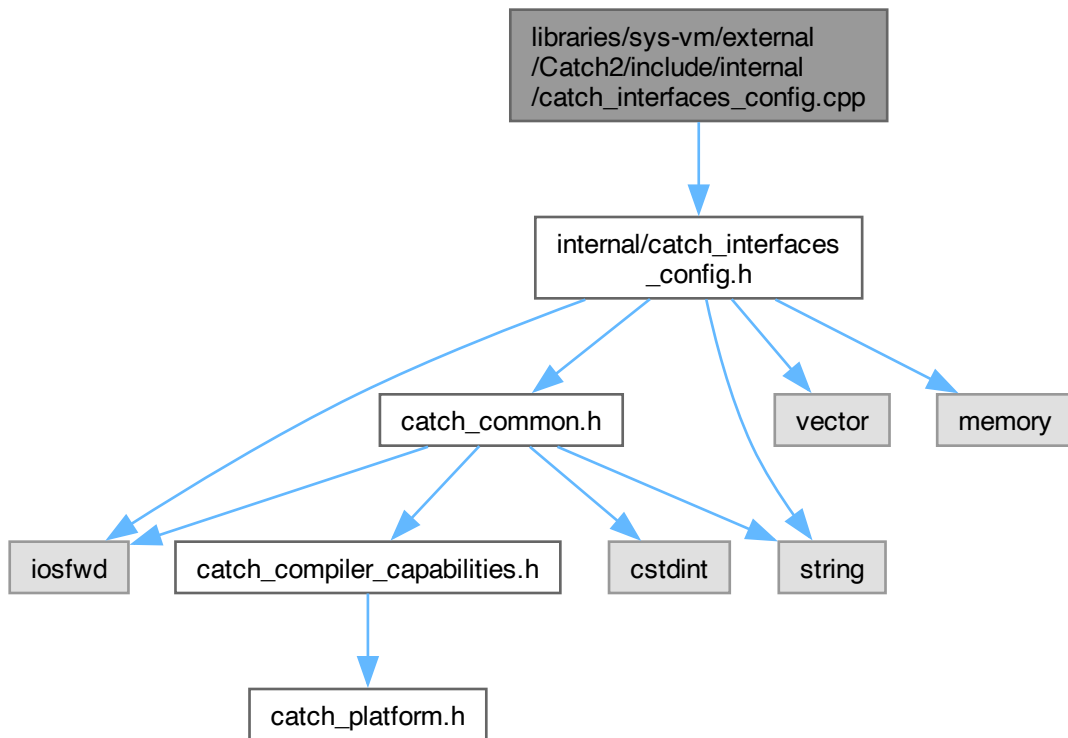 libraries/sys-vm/external
/Catch2/include/internal
/catch_interfaces_config.cpp
internal/catch_interfaces
_config.h
catch_common.h
vector
memory
iosfwd
catch_compiler_capabilities.h
cstdint
string
catch_platform.h